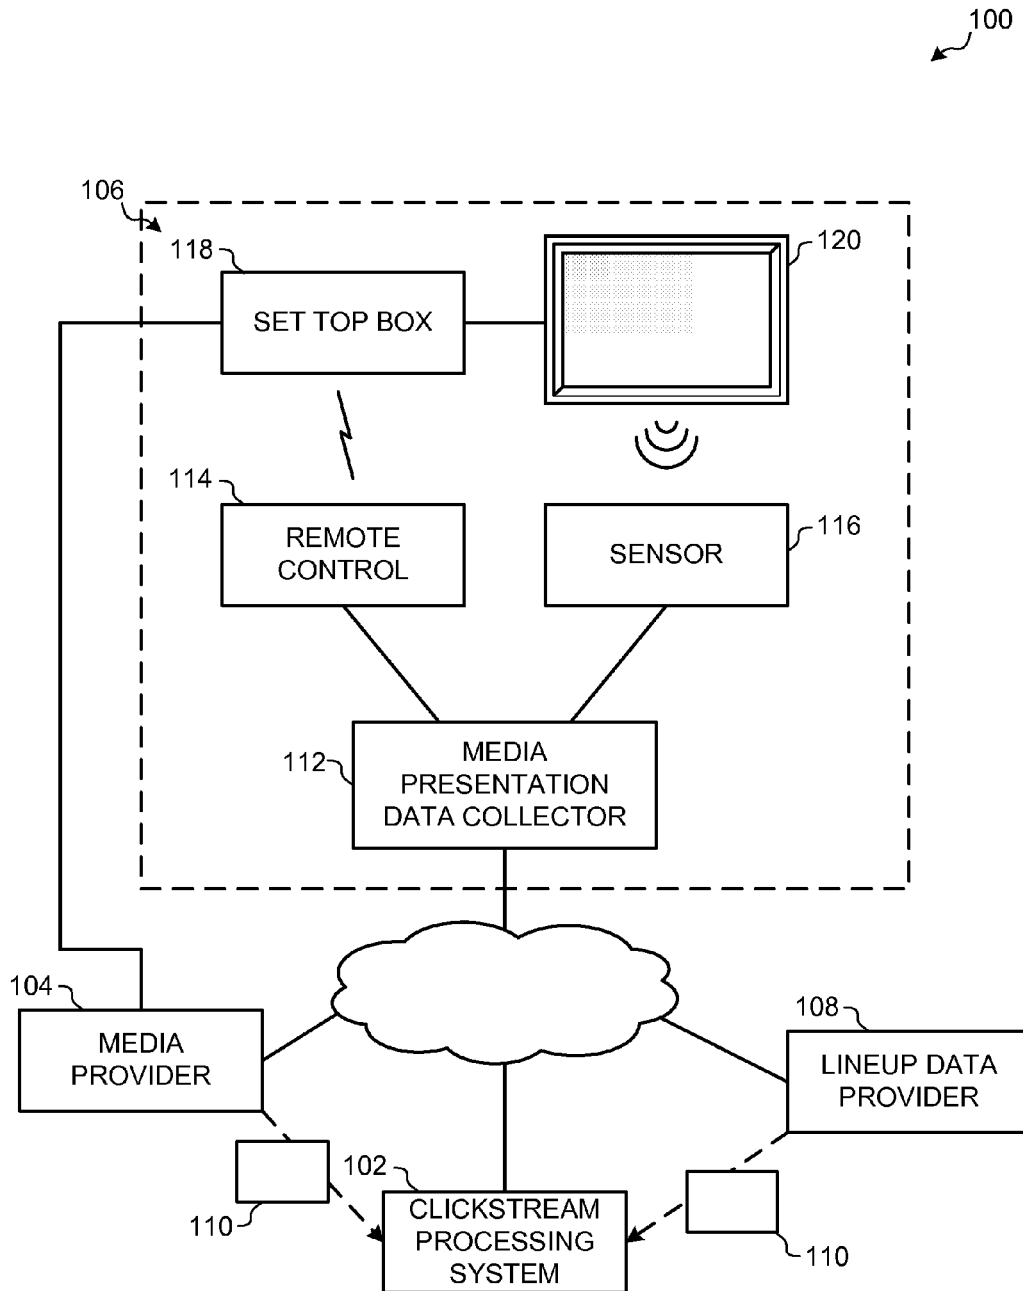 100
106
118
120
SET TOP BOX
114
116
REMOTE
CONTROL
SENSOR
112
MEDIA
PRESENTATION
DATA COLLECTOR
104
108
MEDIA
PROVIDER
LINEUP DATA
PROVIDER
102
110
CLICKSTREAM
PROCESSING
SYSTEM
110